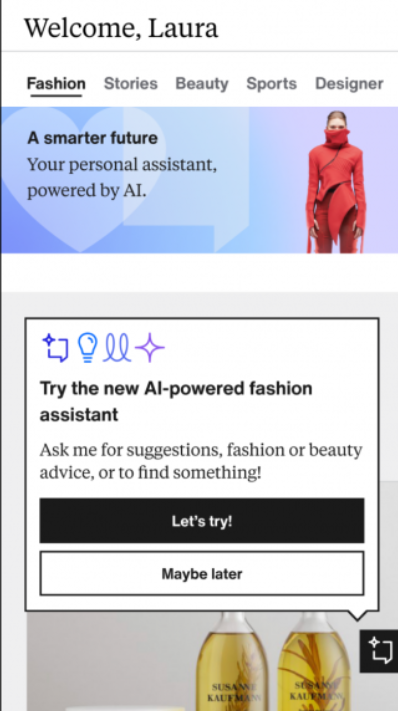 Welcome, Laura
Fashion Stories Beauty Sports Designer
A smarter future
Your personal assistant,
powered by AI.
Try the new AI-powered fashion
assistant
Ask me for suggestions, fashion or beauty
advice, or to find something!
Let's try!
Maybe later
SUSANNE
KAUFMANN
SUSANNE
KAUFMANN